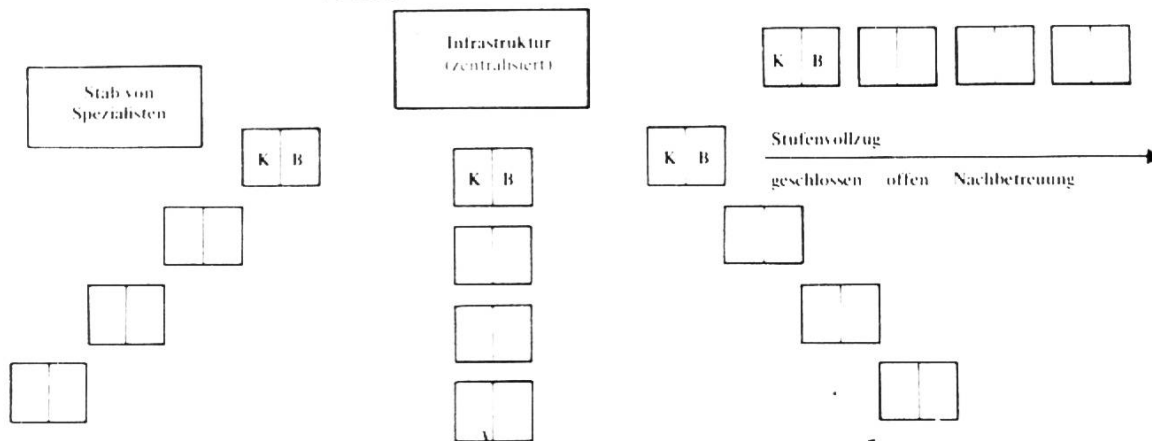 Stab von
Spezialisten
Infrastruktur
(zentralisiert)
K B
K B
K B
K B
Stufenvollzug
geschlossen offen Nachbetreuung